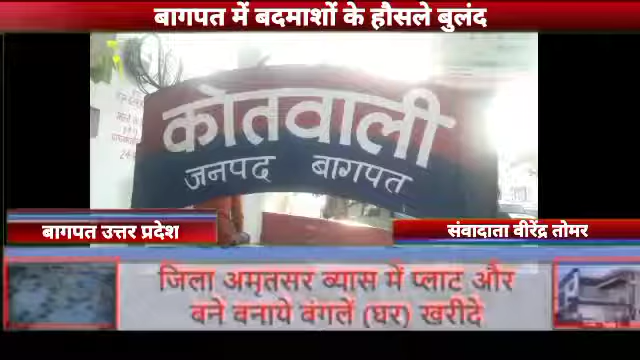 बागपत में बदमाशों के हौसले बुलंद
कोतवाली
जनपद बागपत
बागपत उत्तर प्रदेश
संवादाता वीरेंद्र तोमर
जिला अमृतसर ब्यास में प्लाट और
बने बनाये बंगलें (घर) खरीदे